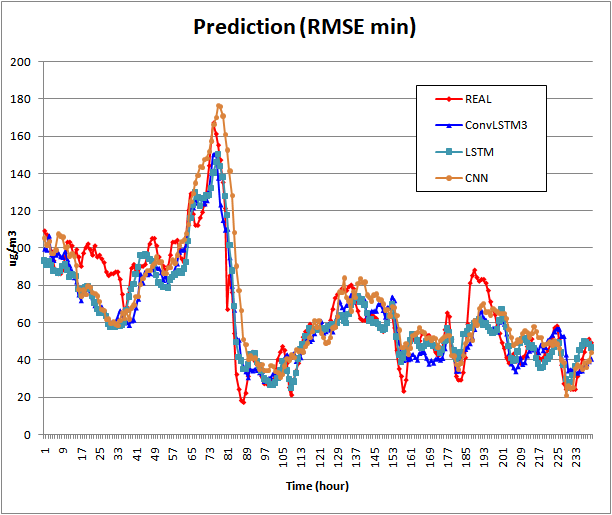 Prediction (RMSE min)
ug/m3
200
180
160
140
120
100
80
60
40
20
0
REAL
ConvLSTM3
LSTM
CNN
1 9 17 25 33 41 49 57 65 73 81 89 97 105 113 121 129 137 145 153 161 169 177 185 193 201 209 217 225 233
Time (hour)